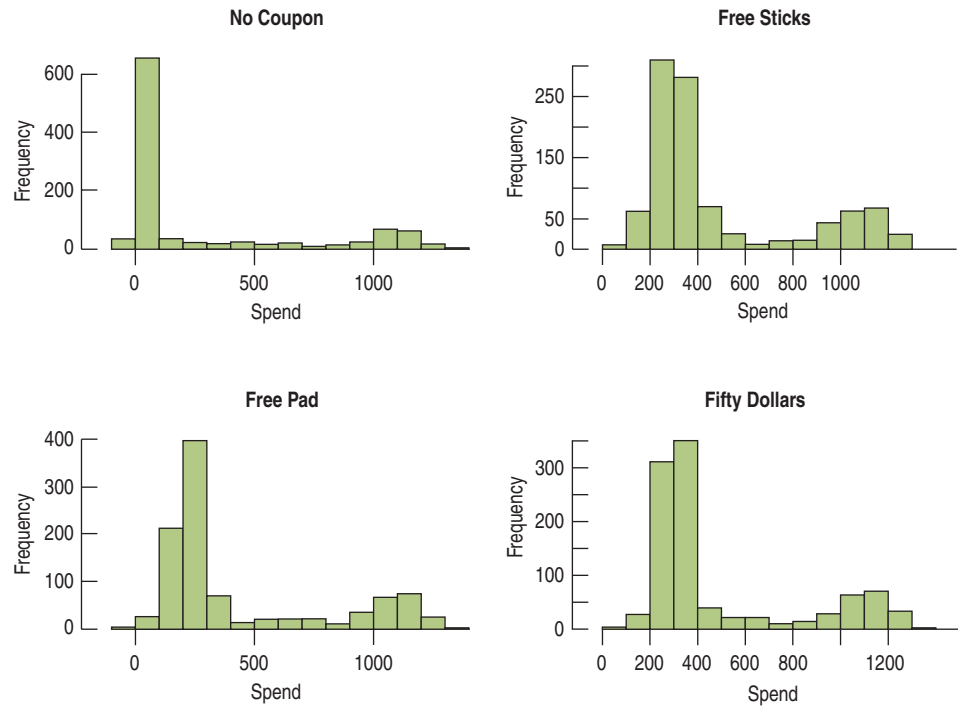 No Coupon
Frequency
600
400
200
0
0 500 1000
Spend
Free Sticks
Frequency
250
150
50
0
0 200 400 600 800 1000
Spend
Free Pad
Frequency
400
300
200
100
0
0 500 1000
Spend
Fifty Dollars
Frequency
300
200
100
0
0 200 400 600 800 1200
Spend